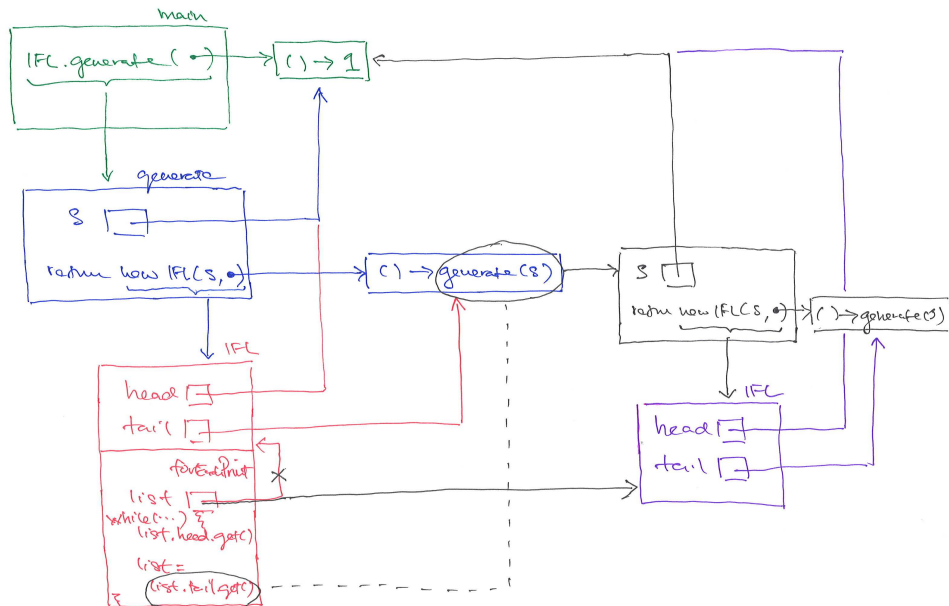 main
IFL.generate( )
( ) → 1
generate
S
return new IFL(S, )
( ) → generate(S)
S
return new IFL(S, )
( ) → generate(S)
IFL
head
tail
list
while(...) {
list.head.get()
list =
list.tail.get()
}
IFL
head
tail